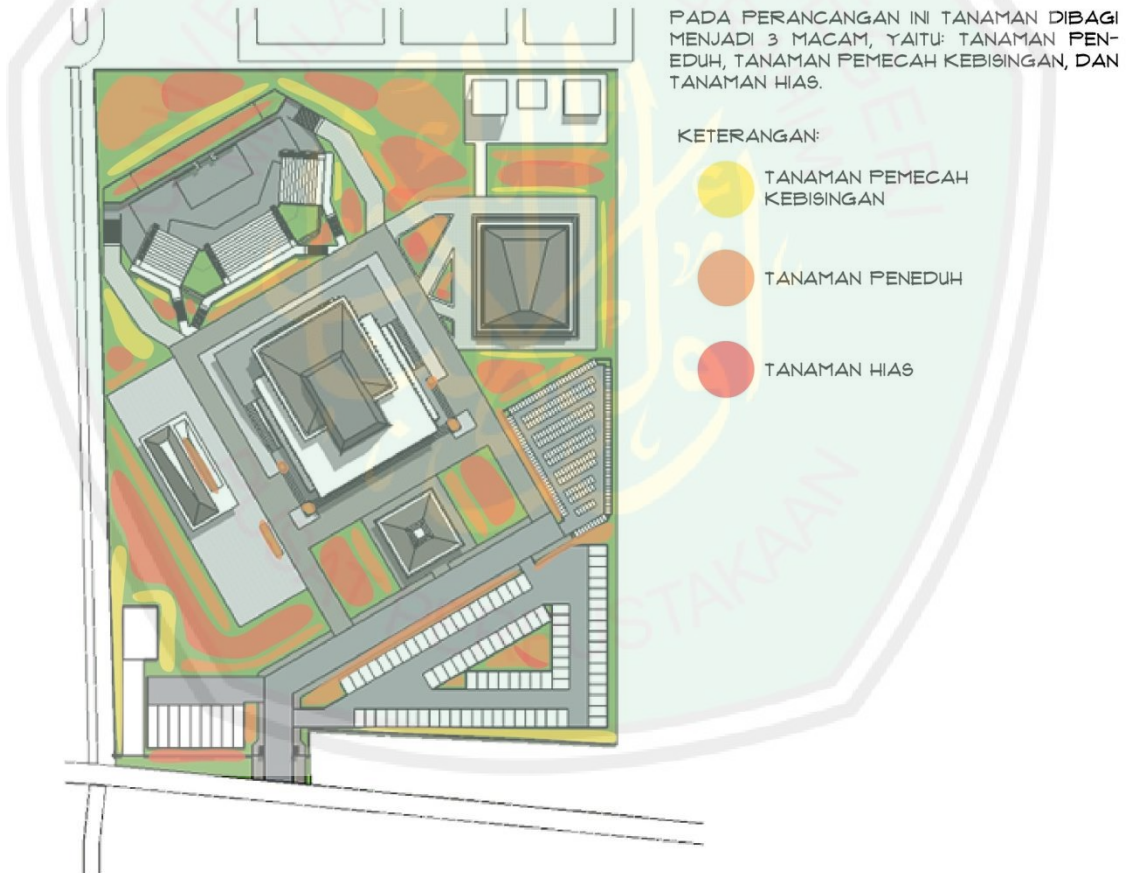 PADA PERANCANGAN INI TANAMAN DIBAGI
MENJADI 3 MACAM, YAITU: TANAMAN PEN-
EDUH, TANAMAN PEMECAH KEBISINGAN, DAN
TANAMAN HIAS.
KETERANGAN:
TANAMAN PEMECAH
KEBISINGAN
TANAMAN PENEDUH
TANAMAN HIAS